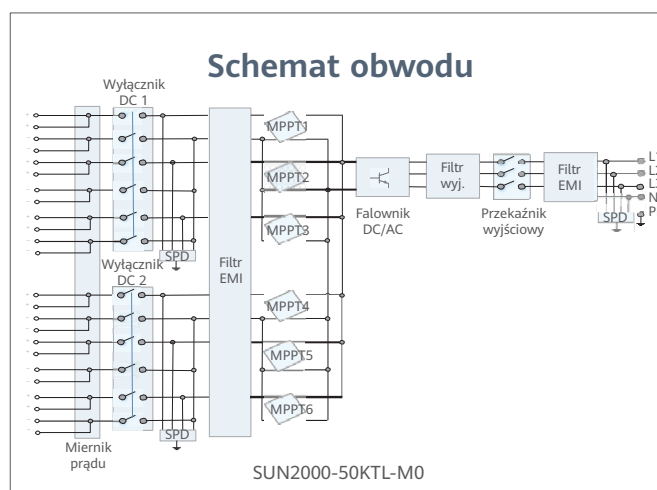 Schemat obwodu
Wyłącznik
DC 1
MPPT1
MPPT2
MPPT3
SPD
Wyłącznik
DC 2
Filtr
EMI
MPPT4
MPPT5
MPPT6
SPD
Miernik
prądu
Falownik
DC/AC
Filtr
wyj.
Przekaźnik
wyjściowy
Filtr
EMI
SPD
L1
L2
L3
N
P
SUN2000-50KTL-M0